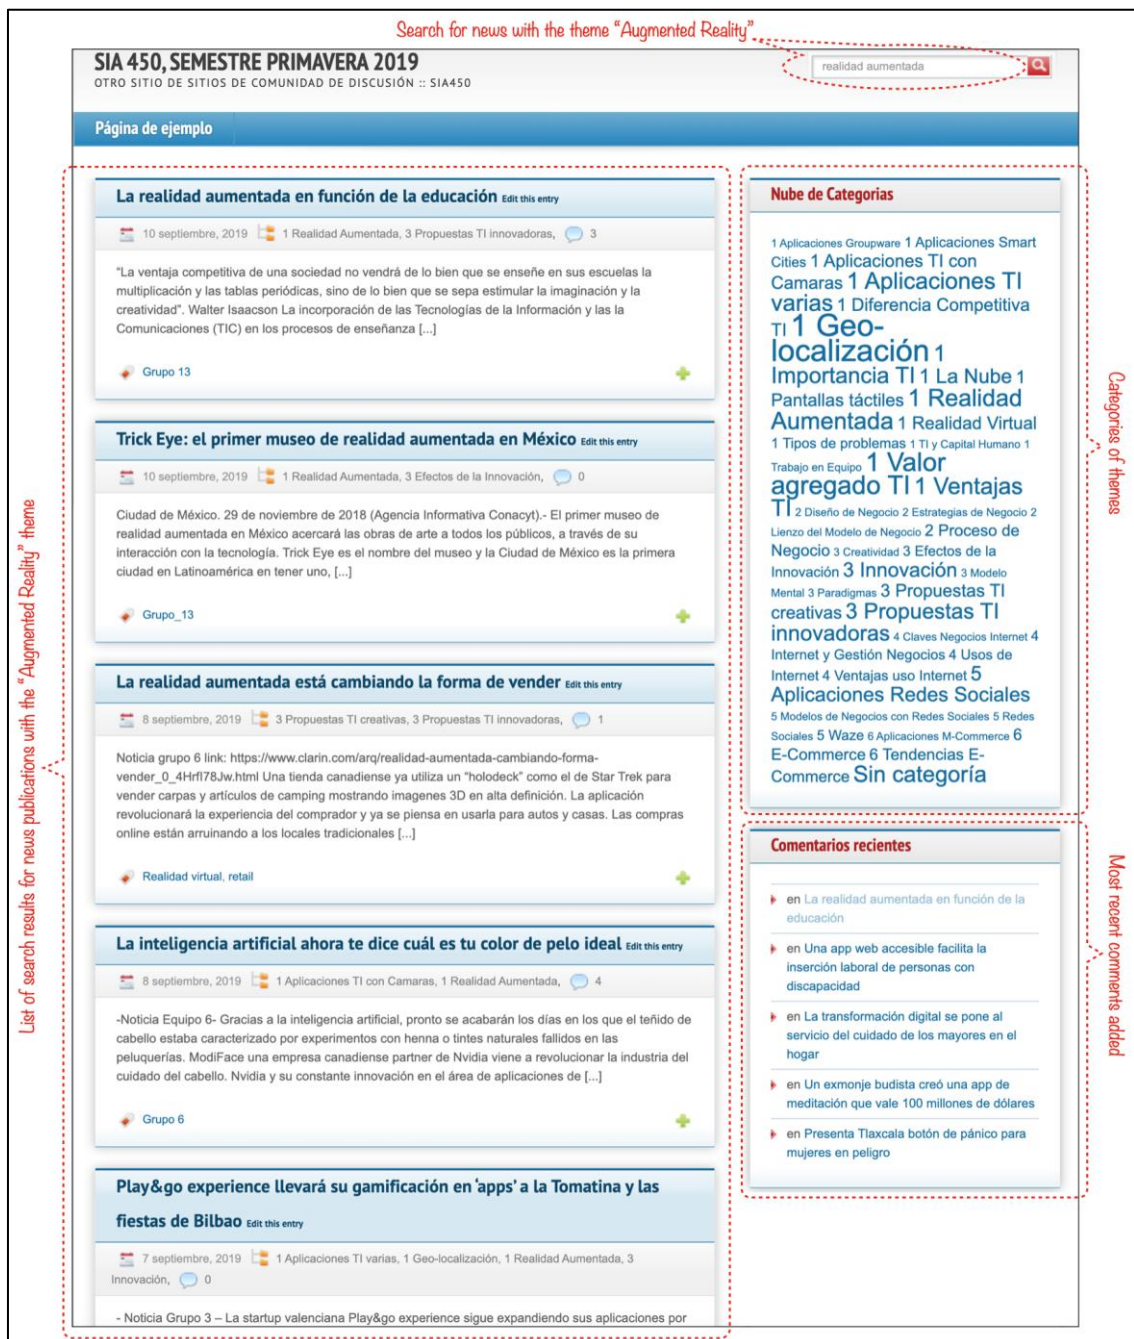 Search for news with the theme “Augmented Reality”
SIA 450, SEMESTRE PRIMAVERA 2019
OTRO SITIO DE SITIOS DE COMUNIDAD DE DISCUSIÓN :: SIA450
realidad aumentada
Página de ejemplo
List of search results for news publications with the “Augmented Reality” theme
La realidad aumentada en función de la educación Edit this entry
10 septiembre, 2019 1 Realidad Aumentada, 3 Propuestas TI innovadoras, 3
“La ventaja competitiva de una sociedad no vendrá de lo bien que se enseñe en sus escuelas la
multiplicación y las tablas periódicas, sino de lo bien que se sepa estimular la imaginación y la
creatividad”. Walter Isaacson La incorporación de las Tecnologías de la Información y las la
Comunicaciones (TIC) en los procesos de enseñanza [...]
Grupo 13
Trick Eye: el primer museo de realidad aumentada en México Edit this entry
10 septiembre, 2019 1 Realidad Aumentada, 3 Efectos de la Innovación, 0
Ciudad de México. 29 de noviembre de 2018 (Agencia Informativa Conacyt).- El primer museo de
realidad aumentada en México acercará las obras de arte a todos los públicos, a través de su
interacción con la tecnología. Trick Eye es el nombre del museo y la Ciudad de México es la primera
ciudad en Latinoamérica en tener uno, [...]
Grupo_13
La realidad aumentada está cambiando la forma de vender Edit this entry
8 septiembre, 2019 3 Propuestas TI creativas, 3 Propuestas TI innovadoras, 1
Noticia grupo 6 link: https://www.clarin.com/arq/realidad-aumentada-cambiando-forma-
vender_0_4Hrfl78Jw.html Una tienda canadiense ya utiliza un “holodeck” como el de Star Trek para
vender carpas y artículos de camping mostrando imagenes 3D en alta definición. La aplicación
revolucionará la experiencia del comprador y ya se piensa en usarla para autos y casas. Las compras
online están arruinando a los locales tradicionales [...]
Realidad virtual, retail
La inteligencia artificial ahora te dice cuál es tu color de pelo ideal Edit this entry
8 septiembre, 2019 1 Aplicaciones TI con Camaras, 1 Realidad Aumentada, 4
-Noticia Equipo 6- Gracias a la inteligencia artificial, pronto se acabarán los días en los que el teñido de
cabello estaba caracterizado por experimentos con henna o tintes naturales fallidos en las
peluquerías. ModiFace una empresa canadiense partner de Nvidia viene a revolucionar la industria del
cuidado del cabello. Nvidia y su constante innovación en el área de aplicaciones de [...]
Grupo 6
Play&go experience llevará su gamificación en ‘apps’ a la Tomatina y las
fiestas de Bilbao Edit this entry
7 septiembre, 2019 1 Aplicaciones TI varias, 1 Geo-localización, 1 Realidad Aumentada, 3
Innovación, 0
- Noticia Grupo 3 – La startup valenciana Play&go experience sigue expandiendo sus aplicaciones por
Nube de Categorias
1 Aplicaciones Groupware 1 Aplicaciones Smart
Cities 1 Aplicaciones TI con
Camaras 1 Aplicaciones TI
varias 1 Diferencia Competitiva
TI 1 Geo-
localización 1
Importancia TI 1 La Nube 1
Pantallas táctiles 1 Realidad
Aumentada 1 Realidad Virtual
1 Tipos de problemas 1 TI y Capital Humano 1
Trabajo en Equipo 1 Valor
agregado TI 1 Ventajas
TI 2 Diseño de Negocio 2 Estrategias de Negocio 2
Lienzo del Modelo de Negocio 2 Proceso de
Negocio 3 Creatividad 3 Efectos de la
Innovación 3 Innovación 3 Modelo
Mental 3 Paradigmas 3 Propuestas TI
creativas 3 Propuestas TI
innovadoras 4 Claves Negocios Internet 4
Internet y Gestión Negocios 4 Usos de
Internet 4 Ventajas uso Internet 5
Aplicaciones Redes Sociales
5 Modelos de Negocios con Redes Sociales 5 Redes
Sociales 5 Waze 6 Aplicaciones M-Commerce 6
E-Commerce 6 Tendencias E-
Commerce Sin categoría
Categories of themes
Comentarios recientes
en La realidad aumentada en función de la
educación
en Una app web accesible facilita la
inserción laboral de personas con
discapacidad
en La transformación digital se pone al
servicio del cuidado de los mayores en el
hogar
en Un exmonje budista creó una app de
meditación que vale 100 millones de dólares
en Presenta Tlaxcala botón de pánico para
mujeres en peligro
Most recent comments added